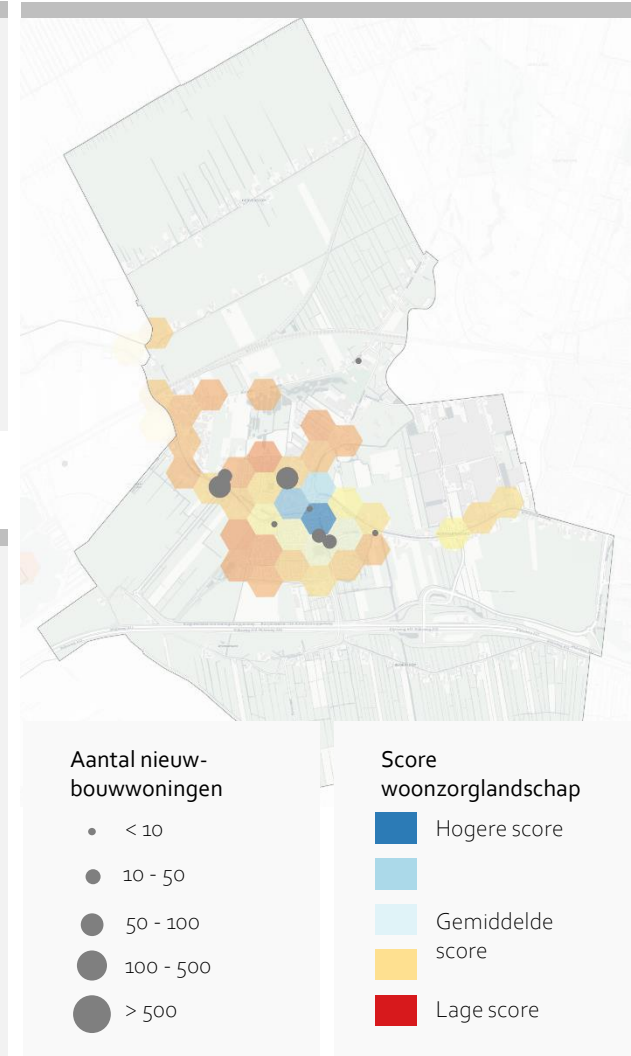 Aantal nieuw-
bouwwoningen
< 10
10 - 50
50 - 100
100 - 500
> 500
Score
woonzorglandschap
Hogere score
Gemiddelde
score
Lage score